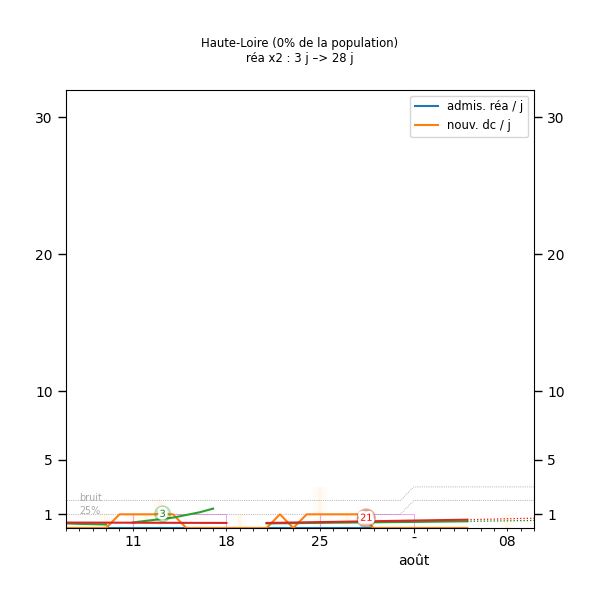 Haute-Loire (0% de la population)
réa x2 : 3 j –> 28 j
admis. réa / j
nouv. dc / j
30 30
20 20
10 10
5 5
bruit
25%
1 3 21 1
11 18 25 - 08
août